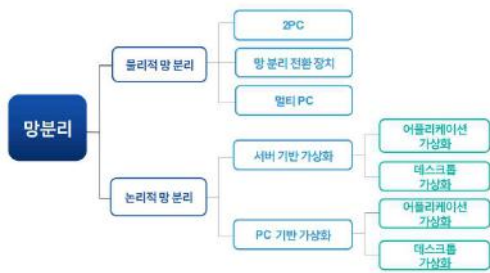 망분리
물리적 망 분리
2PC
망 분리 전환 장치
멀티 PC
논리적 망 분리
서버 기반 가상화
어플리케이션
가상화
데스크톱
가상화
PC 기반 가상화
어플리케이션
가상화
데스크톱
가상화